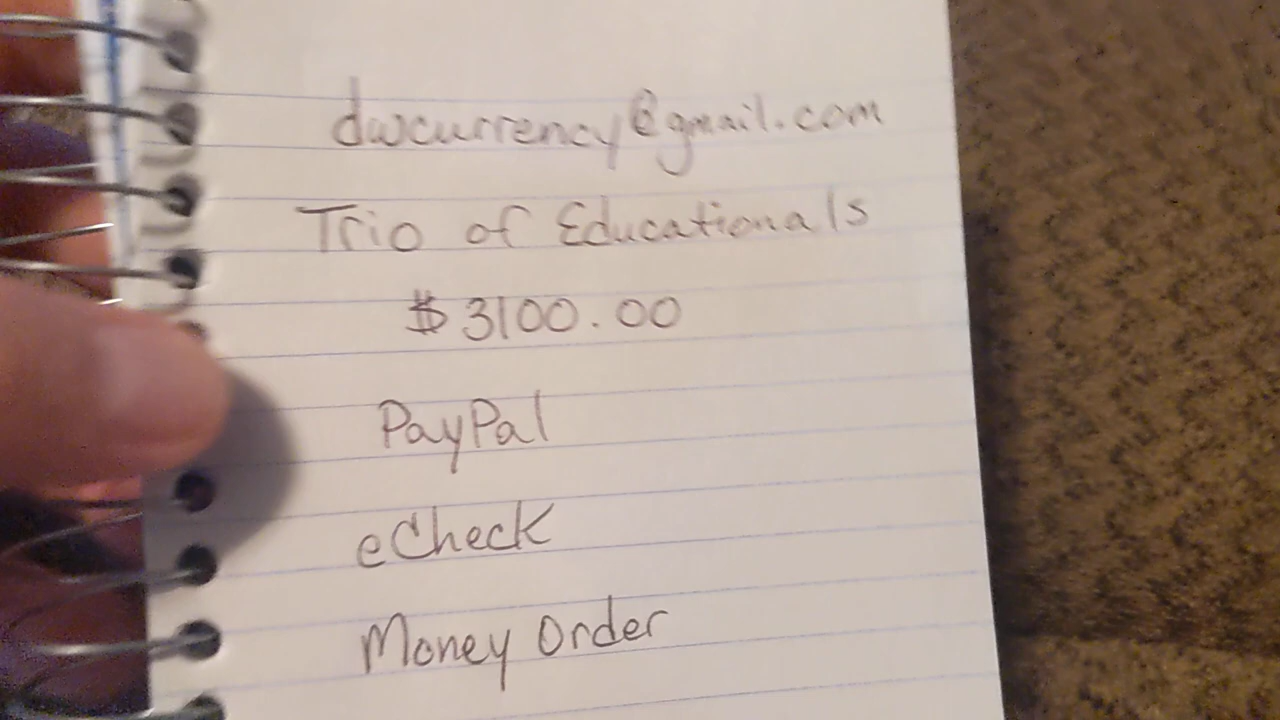 dwcurrency@gmail.com
Trio of Educationals
$3100.00
PayPal
eCheck
Money Order